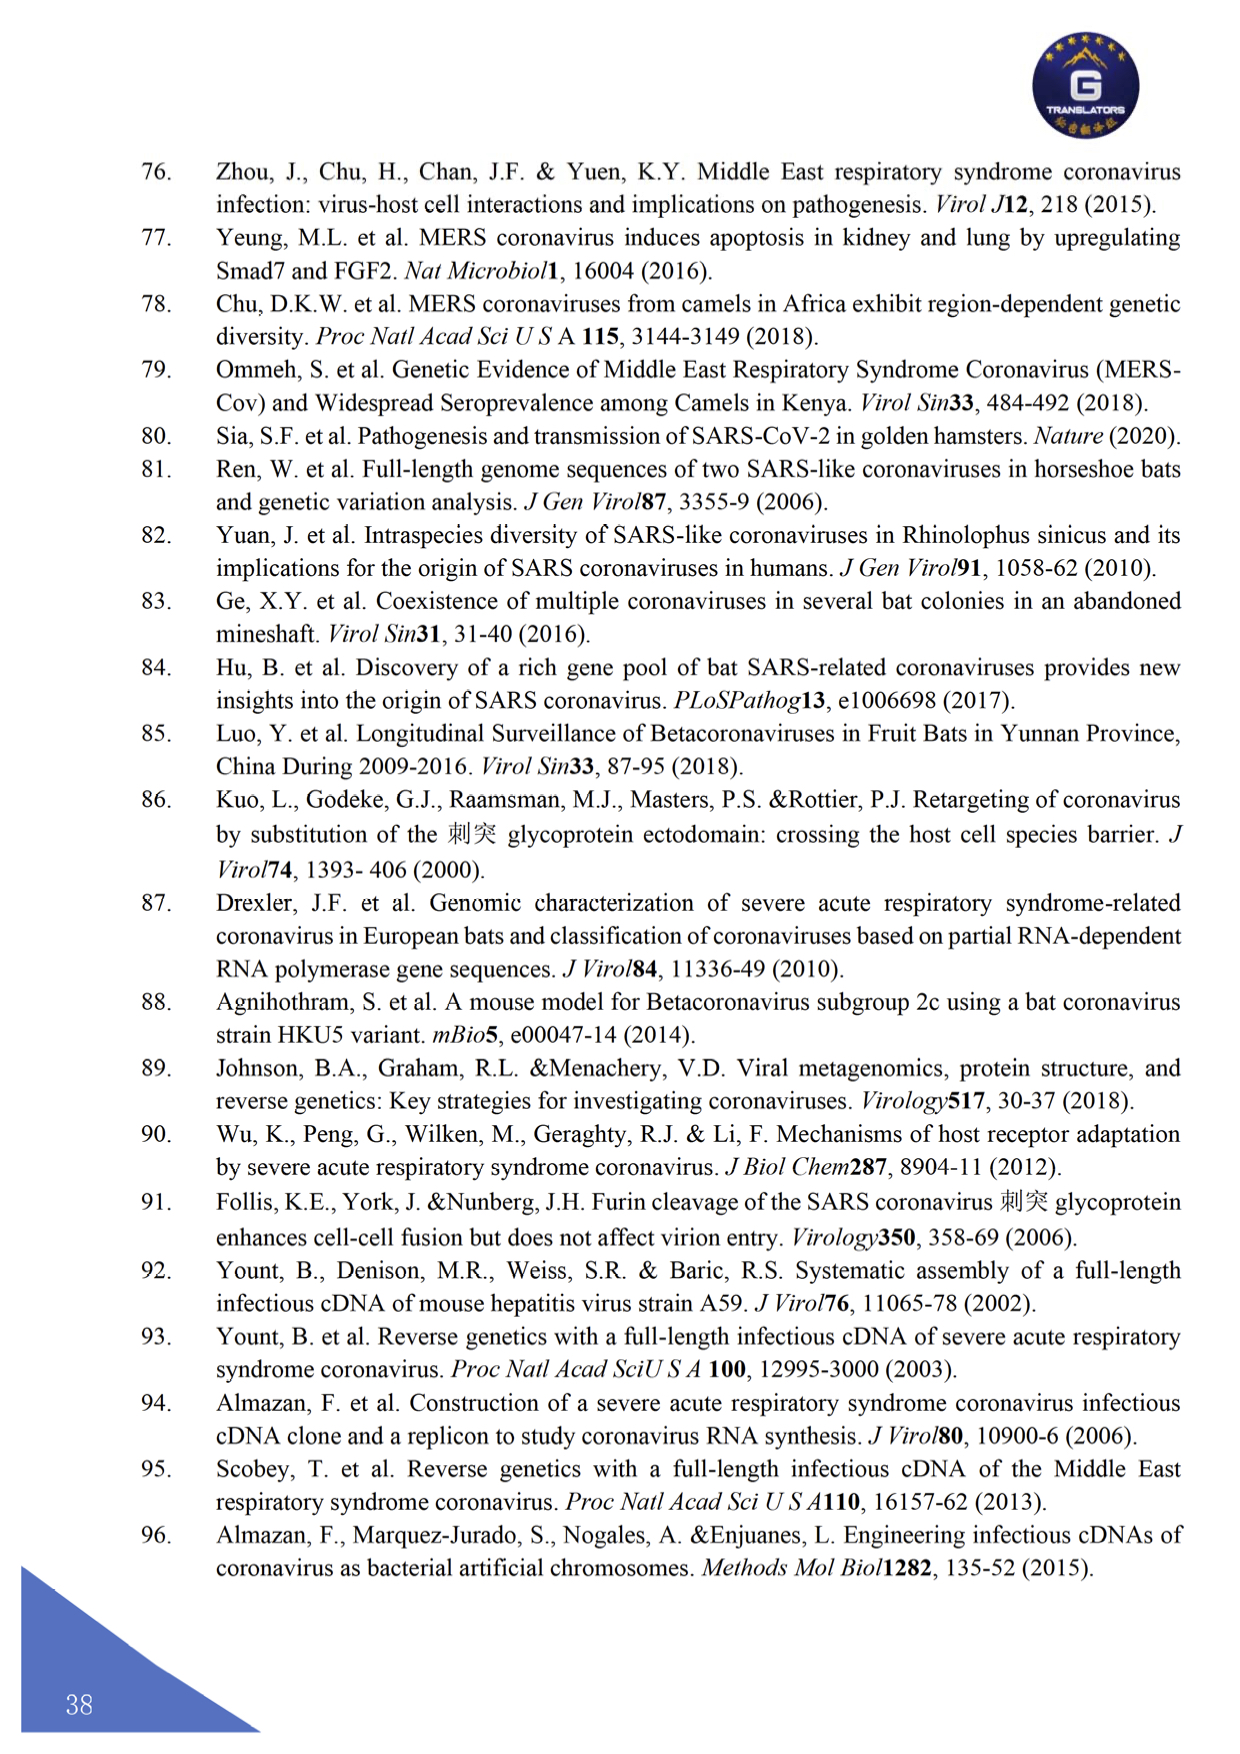 G
TRANSLATORS
76. Zhou, J., Chu, H., Chan, J.F. & Yuen, K.Y. Middle East respiratory syndrome coronavirus
infection: virus-host cell interactions and implications on pathogenesis. Virol J12, 218 (2015).
77. Yeung, M.L. et al. MERS coronavirus induces apoptosis in kidney and lung by upregulating
Smad7 and FGF2. Nat Microbiol1, 16004 (2016).
78. Chu, D.K.W. et al. MERS coronaviruses from camels in Africa exhibit region-dependent genetic
diversity. Proc Natl Acad Sci U S A 115, 3144-3149 (2018).
79. Ommeh, S. et al. Genetic Evidence of Middle East Respiratory Syndrome Coronavirus (MERS-
Cov) and Widespread Seroprevalence among Camels in Kenya. Virol Sin33, 484-492 (2018).
80. Sia, S.F. et al. Pathogenesis and transmission of SARS-CoV-2 in golden hamsters. Nature (2020).
81. Ren, W. et al. Full-length genome sequences of two SARS-like coronaviruses in horseshoe bats
and genetic variation analysis. J Gen Virol87, 3355-9 (2006).
82. Yuan, J. et al. Intraspecies diversity of SARS-like coronaviruses in Rhinolophus sinicus and its
implications for the origin of SARS coronaviruses in humans. J Gen Virol91, 1058-62 (2010).
83. Ge, X.Y. et al. Coexistence of multiple coronaviruses in several bat colonies in an abandoned
mineshaft. Virol Sin31, 31-40 (2016).
84. Hu, B. et al. Discovery of a rich gene pool of bat SARS-related coronaviruses provides new
insights into the origin of SARS coronavirus. PLoSPathog13, e1006698 (2017).
85. Luo, Y. et al. Longitudinal Surveillance of Betacoronaviruses in Fruit Bats in Yunnan Province,
China During 2009-2016. Virol Sin33, 87-95 (2018).
86. Kuo, L., Godeke, G.J., Raamsman, M.J., Masters, P.S. &Rottier, P.J. Retargeting of coronavirus
by substitution of the 刺突 glycoprotein ectodomain: crossing the host cell species barrier. J
Virol74, 1393- 406 (2000).
87. Drexler, J.F. et al. Genomic characterization of severe acute respiratory syndrome-related
coronavirus in European bats and classification of coronaviruses based on partial RNA-dependent
RNA polymerase gene sequences. J Virol84, 11336-49 (2010).
88. Agnihothram, S. et al. A mouse model for Betacoronavirus subgroup 2c using a bat coronavirus
strain HKU5 variant. mBio5, e00047-14 (2014).
89. Johnson, B.A., Graham, R.L. &Menachery, V.D. Viral metagenomics, protein structure, and
reverse genetics: Key strategies for investigating coronaviruses. Virology517, 30-37 (2018).
90. Wu, K., Peng, G., Wilken, M., Geraghty, R.J. & Li, F. Mechanisms of host receptor adaptation
by severe acute respiratory syndrome coronavirus. J Biol Chem287, 8904-11 (2012).
91. Follis, K.E., York, J. &Nunberg, J.H. Furin cleavage of the SARS coronavirus 刺突 glycoprotein
enhances cell-cell fusion but does not affect virion entry. Virology350, 358-69 (2006).
92. Yount, B., Denison, M.R., Weiss, S.R. & Baric, R.S. Systematic assembly of a full-length
infectious cDNA of mouse hepatitis virus strain A59. J Virol76, 11065-78 (2002).
93. Yount, B. et al. Reverse genetics with a full-length infectious cDNA of severe acute respiratory
syndrome coronavirus. Proc Natl Acad SciU S A 100, 12995-3000 (2003).
94. Almazan, F. et al. Construction of a severe acute respiratory syndrome coronavirus infectious
cDNA clone and a replicon to study coronavirus RNA synthesis. J Virol80, 10900-6 (2006).
95. Scobey, T. et al. Reverse genetics with a full-length infectious cDNA of the Middle East
respiratory syndrome coronavirus. Proc Natl Acad Sci U S A110, 16157-62 (2013).
96. Almazan, F., Marquez-Jurado, S., Nogales, A. &Enjuanes, L. Engineering infectious cDNAs of
coronavirus as bacterial artificial chromosomes. Methods Mol Biol1282, 135-52 (2015).
38